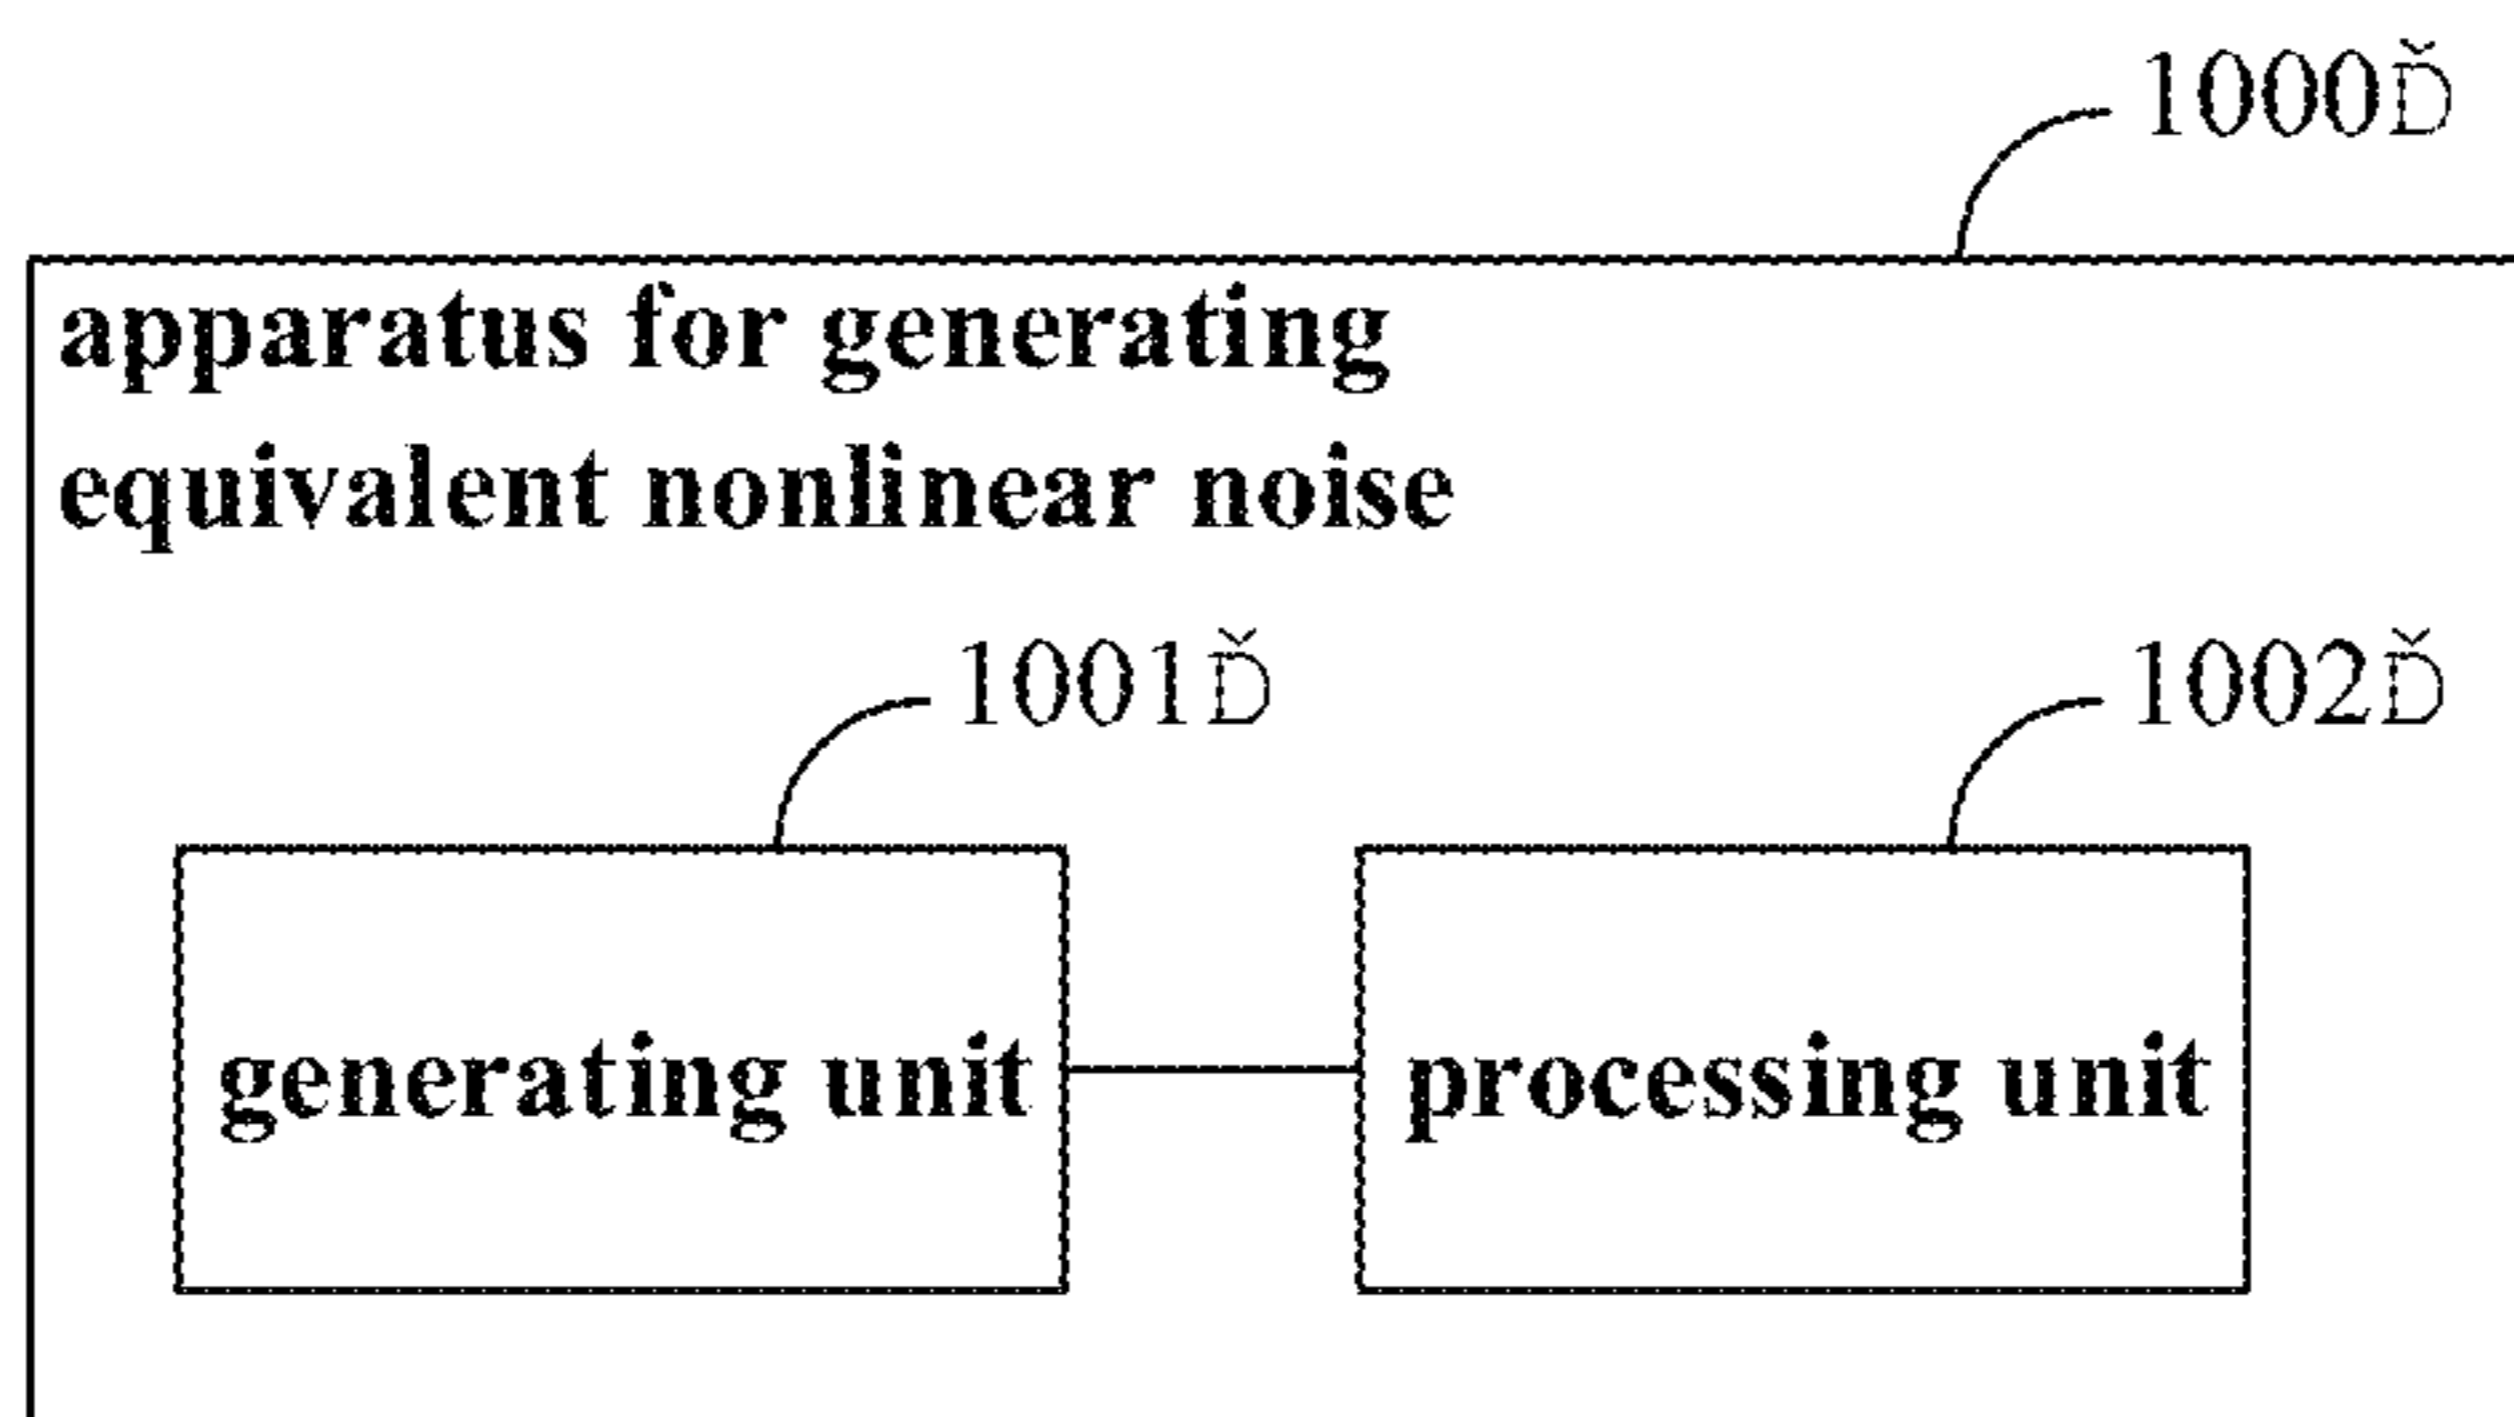 1000Ď
apparatus for generating
equivalent nonlinear noise
1001Ď
1002Ď
generating unit
processing unit